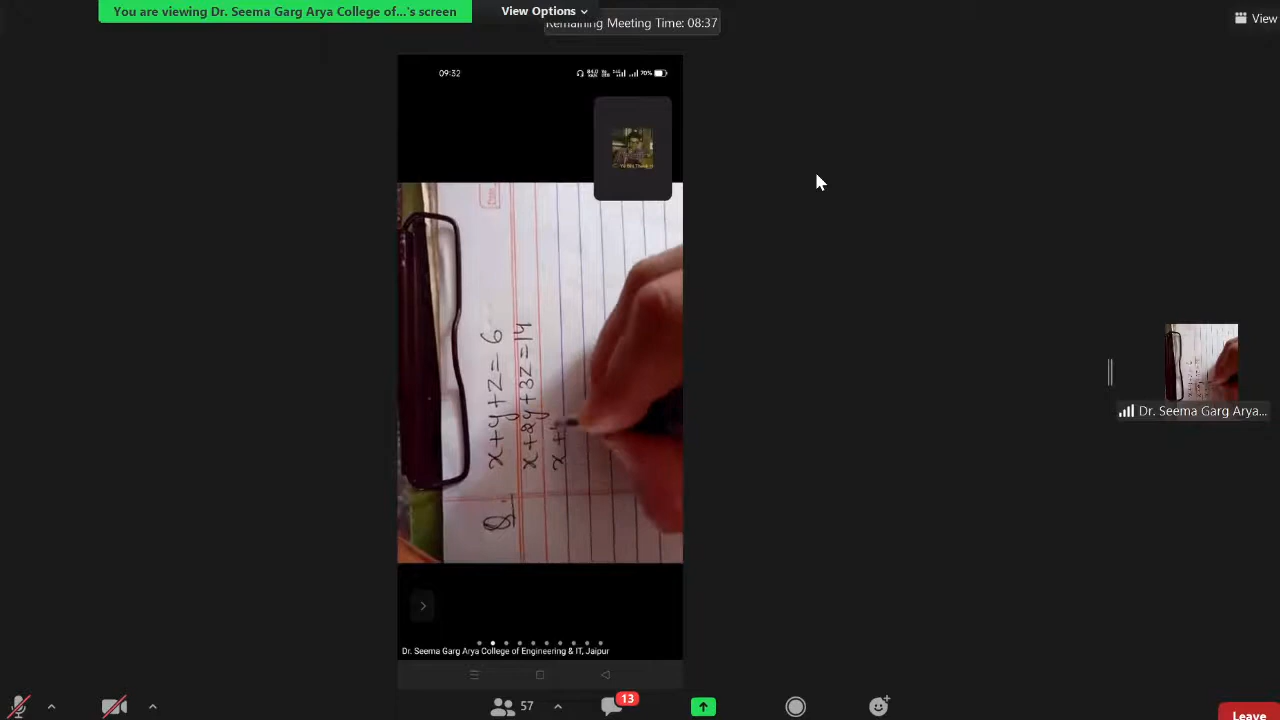 You are viewing Dr. Seema Garg Arya College of...'s screen
View Options
Remaining Meeting Time: 08:37
View
09:32
70%
Q.
x+y+z=6
x+2y+3z=14
x+
Dr. Seema Garg Arya...
Dr. Seema Garg Arya College of Engineering & IT, Jaipur
57
13
Leave